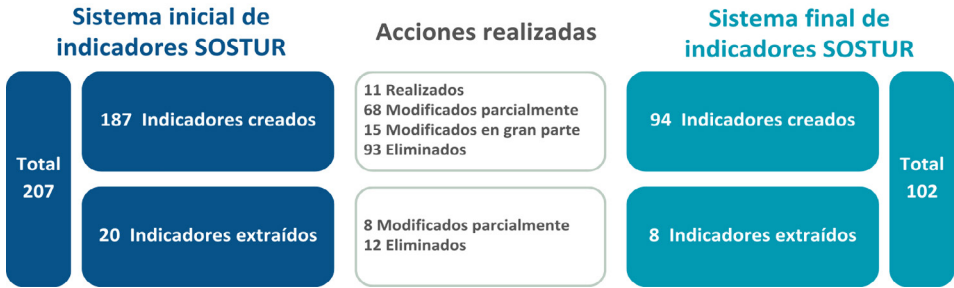 Sistema inicial de
indicadores SOSTUR
Acciones realizadas
Sistema final de
indicadores SOSTUR
Total
207
187 Indicadores creados
11 Realizados
68 Modificados parcialmente
15 Modificados en gran parte
93 Eliminados
94 Indicadores creados
Total
102
20 Indicadores extraídos
8 Modificados parcialmente
12 Eliminados
8 Indicadores extraídos